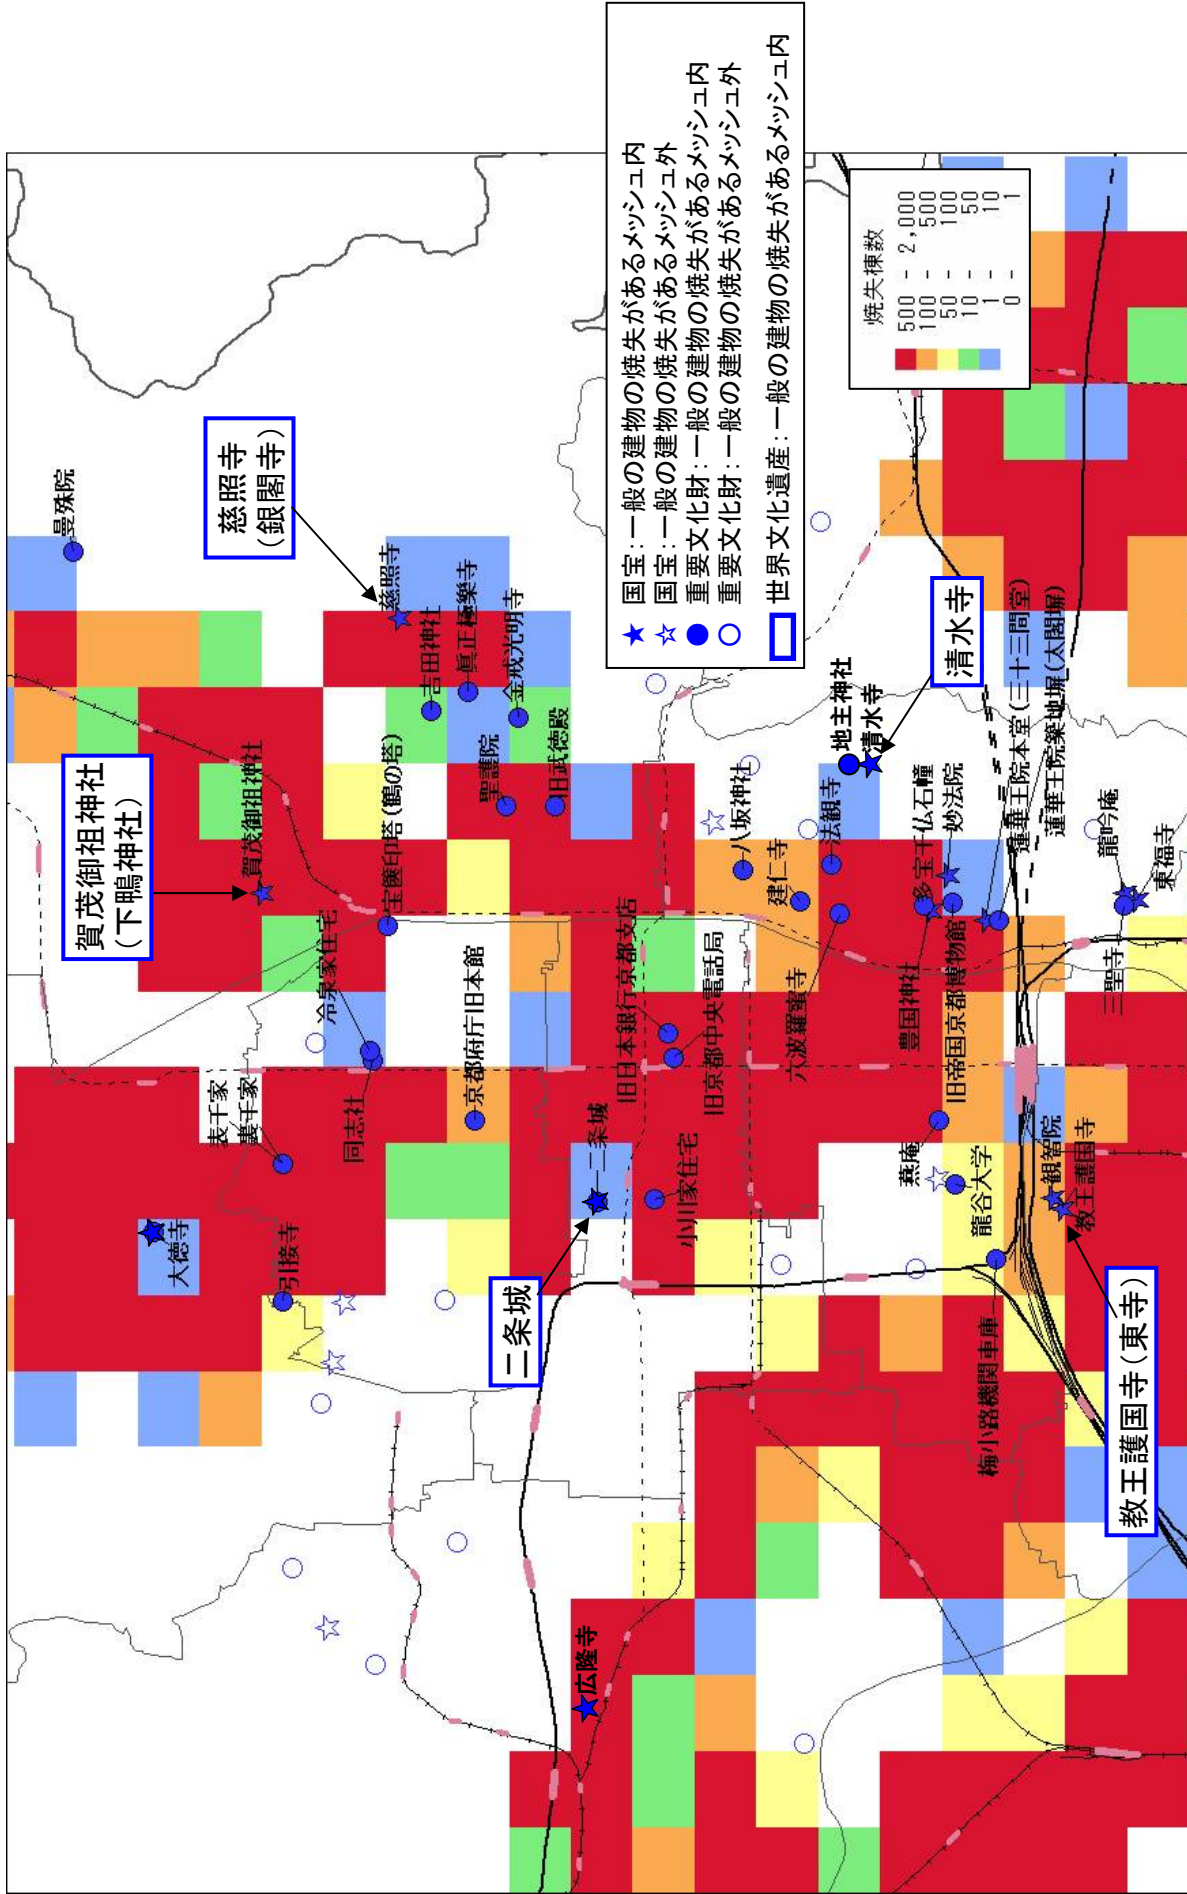 曼殊院
慈照寺
(銀閣寺)
慈照寺
吉田神社
眞正極樂寺
金戒光明寺
賀茂御祖神社
(下鴨神社)
賀茂御祖神社
宝篋印塔(鶴の塔)
聖護院
旧武徳殿
冷泉家住宅
同志社
京都府庁旧本館
表千家
裏千家
大徳寺
引接寺
二条城
二条城
小川家住宅
旧日本銀行京都支店
旧京都中央電話局
八坂神社
建仁寺
法観寺
六波羅蜜寺
地主神社
清水寺
清水寺
多宝千仏石幢
妙法院
豊国神社
旧帝国京都博物館
蓮華王院本堂(三十三間堂)
蓮華王院築地塀(太閤塀)
龍吟庵
東福寺
三聖寺
燕庵
龍谷大学
観智院
教王護国寺
教王護国寺(東寺)
梅小路機関車庫
広隆寺
国宝:一般の建物の焼失があるメッシュ内
国宝:一般の建物の焼失があるメッシュ外
重要文化財:一般の建物の焼失があるメッシュ内
重要文化財:一般の建物の焼失があるメッシュ外
世界文化遺産:一般の建物の焼失があるメッシュ内
焼失棟数
500 - 2,000
100 - 500
50 - 100
10 - 50
1 - 10
0 - 1